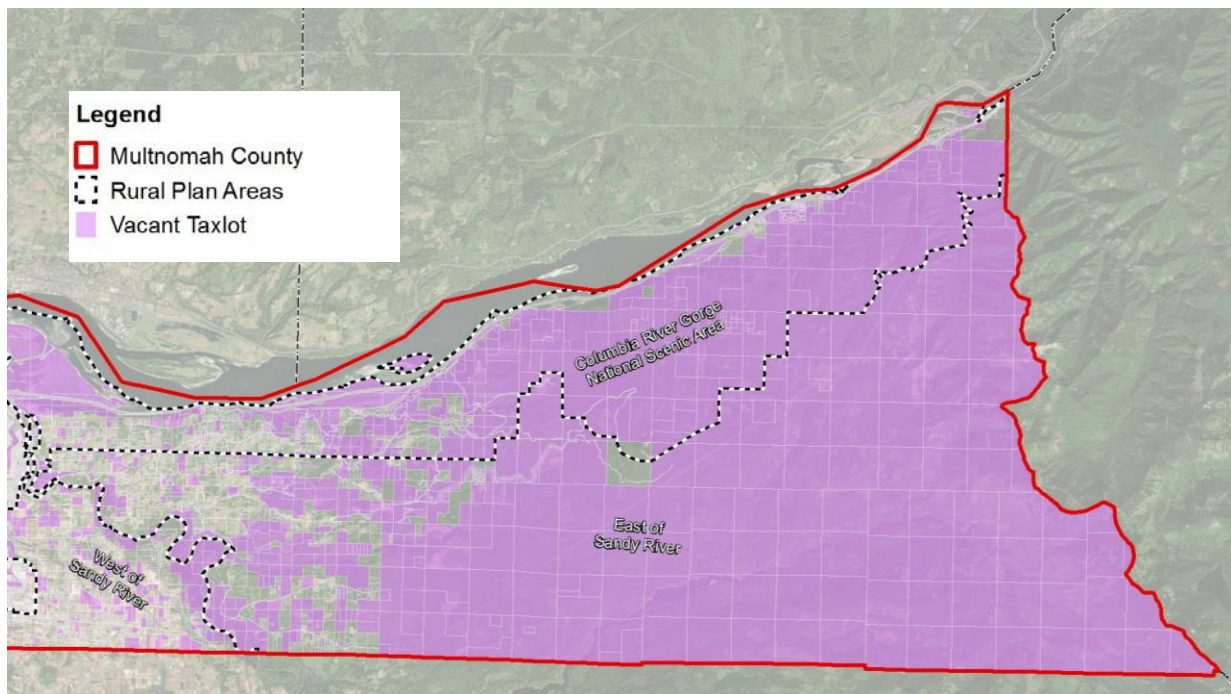 Legend
Multnomah County
Rural Plan Areas
Vacant Taxlot
Columbia River Gorge
National Scenic Area
East of
Sandy River
West of
Sandy River